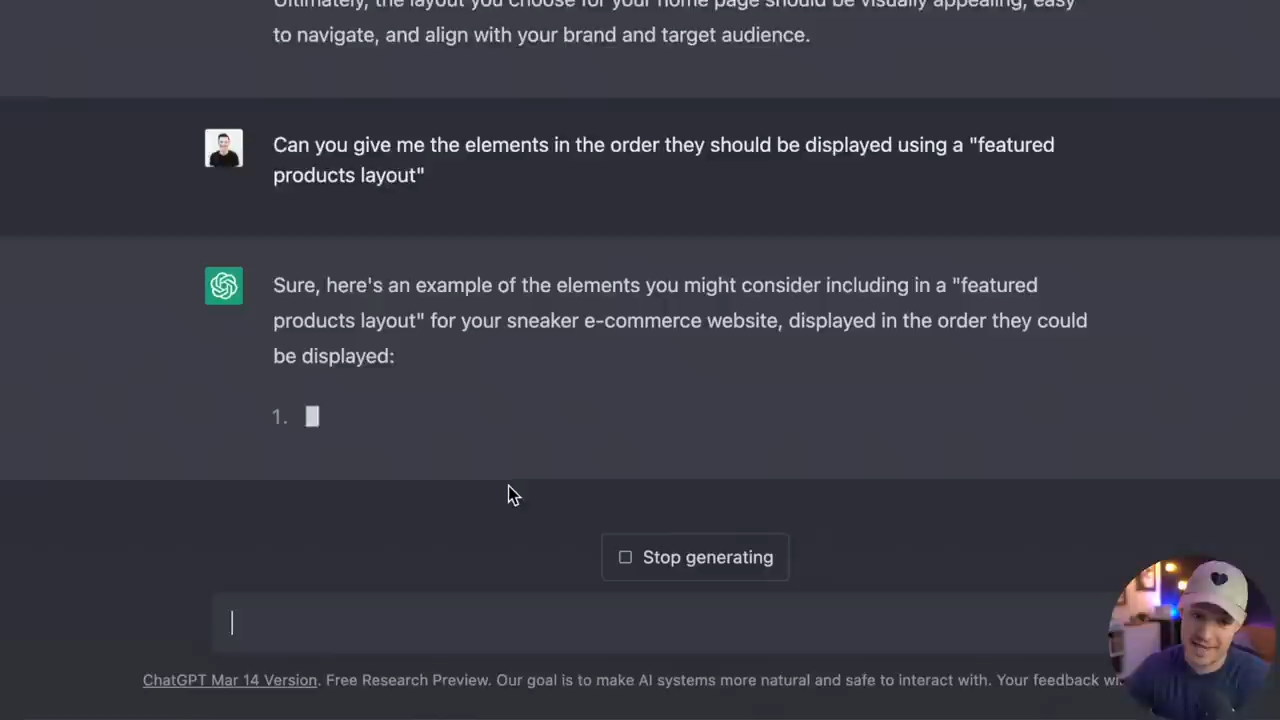 Ultimately, the layout you choose for your home page should be visually appealing, easy
to navigate, and align with your brand and target audience.
Can you give me the elements in the order they should be displayed using a "featured
products layout"
Sure, here's an example of the elements you might consider including in a "featured
products layout" for your sneaker e-commerce website, displayed in the order they could
be displayed:
1.
Stop generating
ChatGPT Mar 14 Version. Free Research Preview. Our goal is to make AI systems more natural and safe to interact with. Your feedback